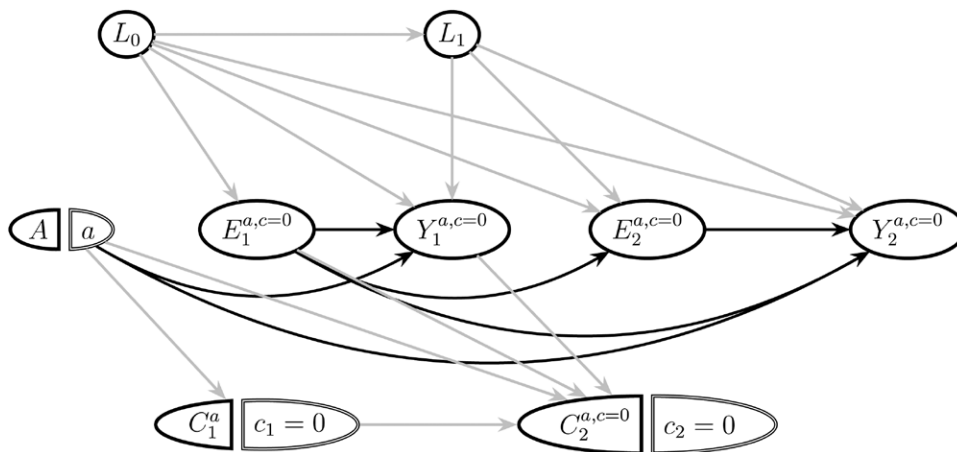 L₀ L₁
A a E₁^{a,c=0} Y₁^{a,c=0} E₂^{a,c=0} Y₂^{a,c=0}
C₁^a c₁ = 0 C₂^{a,c=0} c₂ = 0